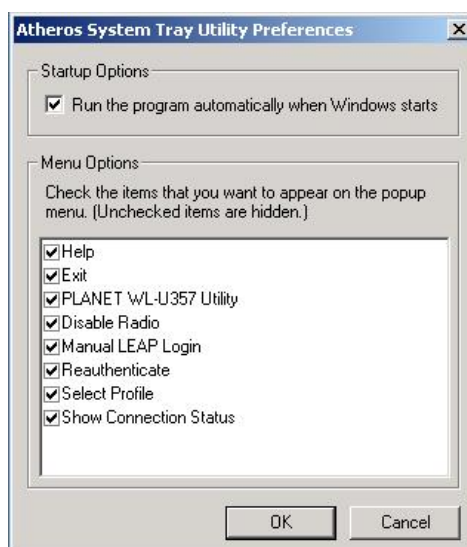 Atheros System Tray Utility Preferences
Startup Options
Run the program automatically when Windows starts
Menu Options
Check the items that you want to appear on the popup
menu. (Unchecked items are hidden.)
Help
Exit
PLANET WL-U357 Utility
Disable Radio
Manual LEAP Login
Reauthenticate
Select Profile
Show Connection Status
OK
Cancel